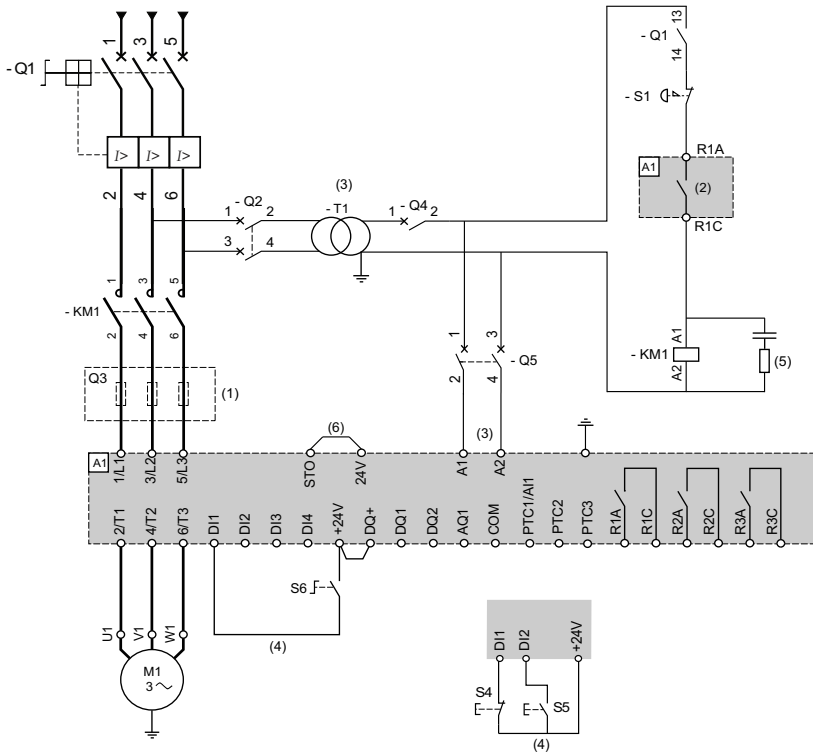 1 3 5
- Q1
I> I> I>
2 4 6
- Q2
1 2
3 4
(3)
- T1
- Q4
1 2
13
- Q1
14
- S1
R1A
A1
(2)
R1C
1 3 5
- KM1
2 4 6
1 3
- Q5
2 4
A1
- KM1
A2
(5)
Q3
(1)
(6)
(3)
A1
1/L1 3/L2 5/L3 STO 24V A1 A2
2/T1 4/T2 6/T3 DI1 DI2 DI3 DI4 +24V DQ+ DQ1 DQ2 AQ1 COM PTC1/AI1 PTC2 PTC3 R1A R1C R2A R2C R3A R3C
S6
(4)
U1 V1 W1
M1
3
DI1 DI2 +24V
S4 S5
(4)